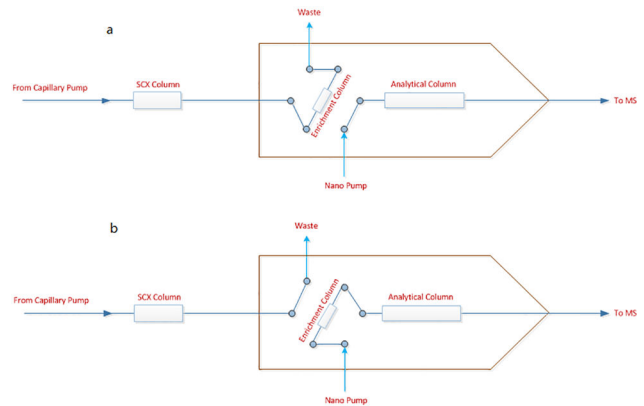 a
Waste
From Capillary Pump
SCX Column
Enrichment Column
Analytical Column
To MS
Nano Pump
b
Waste
From Capillary Pump
SCX Column
Enrichment Column
Analytical Column
To MS
Nano Pump